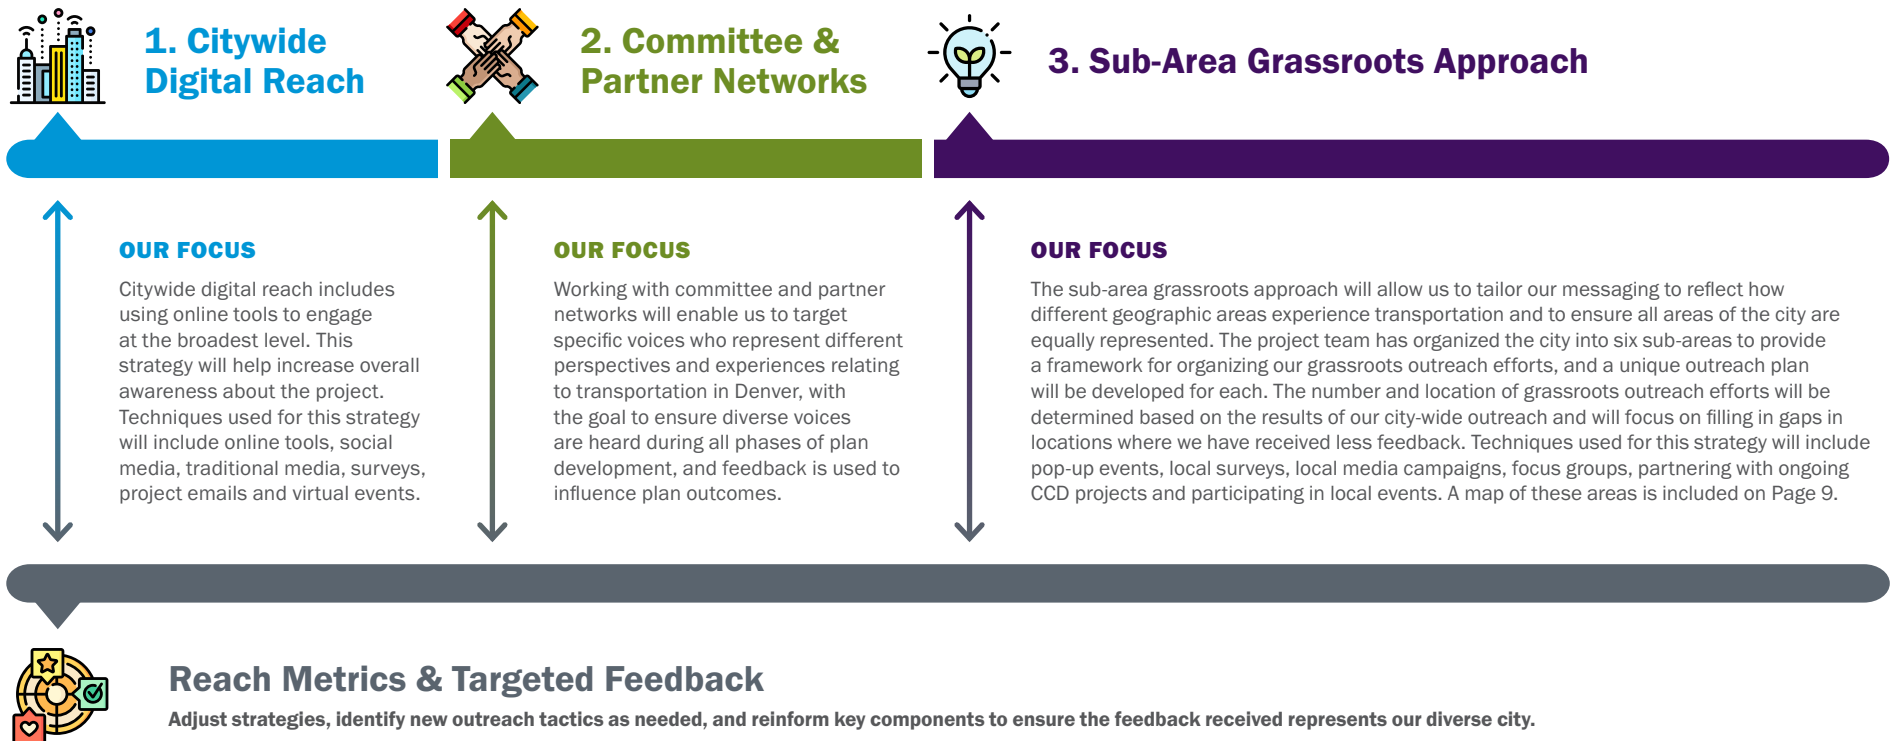 1. Citywide
Digital Reach
2. Committee &
Partner Networks
3. Sub-Area Grassroots Approach
OUR FOCUS
Citywide digital reach includes
using online tools to engage
at the broadest level. This
strategy will help increase overall
awareness about the project.
Techniques used for this strategy
will include online tools, social
media, traditional media, surveys,
project emails and virtual events.
OUR FOCUS
Working with committee and partner
networks will enable us to target
specific voices who represent different
perspectives and experiences relating
to transportation in Denver, with
the goal to ensure diverse voices
are heard during all phases of plan
development, and feedback is used to
influence plan outcomes.
OUR FOCUS
The sub-area grassroots approach will allow us to tailor our messaging to reflect how
different geographic areas experience transportation and to ensure all areas of the city are
equally represented. The project team has organized the city into six sub-areas to provide
a framework for organizing our grassroots outreach efforts, and a unique outreach plan
will be developed for each. The number and location of grassroots outreach efforts will be
determined based on the results of our city-wide outreach and will focus on filling in gaps in
locations where we have received less feedback. Techniques used for this strategy will include
pop-up events, local surveys, local media campaigns, focus groups, partnering with ongoing
CCD projects and participating in local events. A map of these areas is included on Page 9.
Reach Metrics & Targeted Feedback
Adjust strategies, identify new outreach tactics as needed, and reinform key components to ensure the feedback received represents our diverse city.